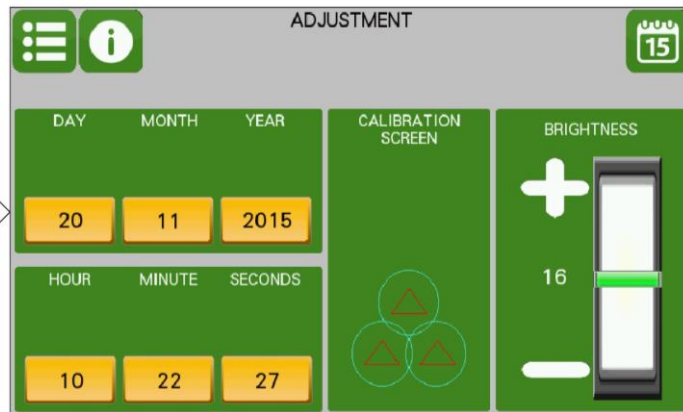 ADJUSTMENT
15
DAY MONTH YEAR
20 11 2015
HOUR MINUTE SECONDS
10 22 27
CALIBRATION
SCREEN
BRIGHTNESS
16